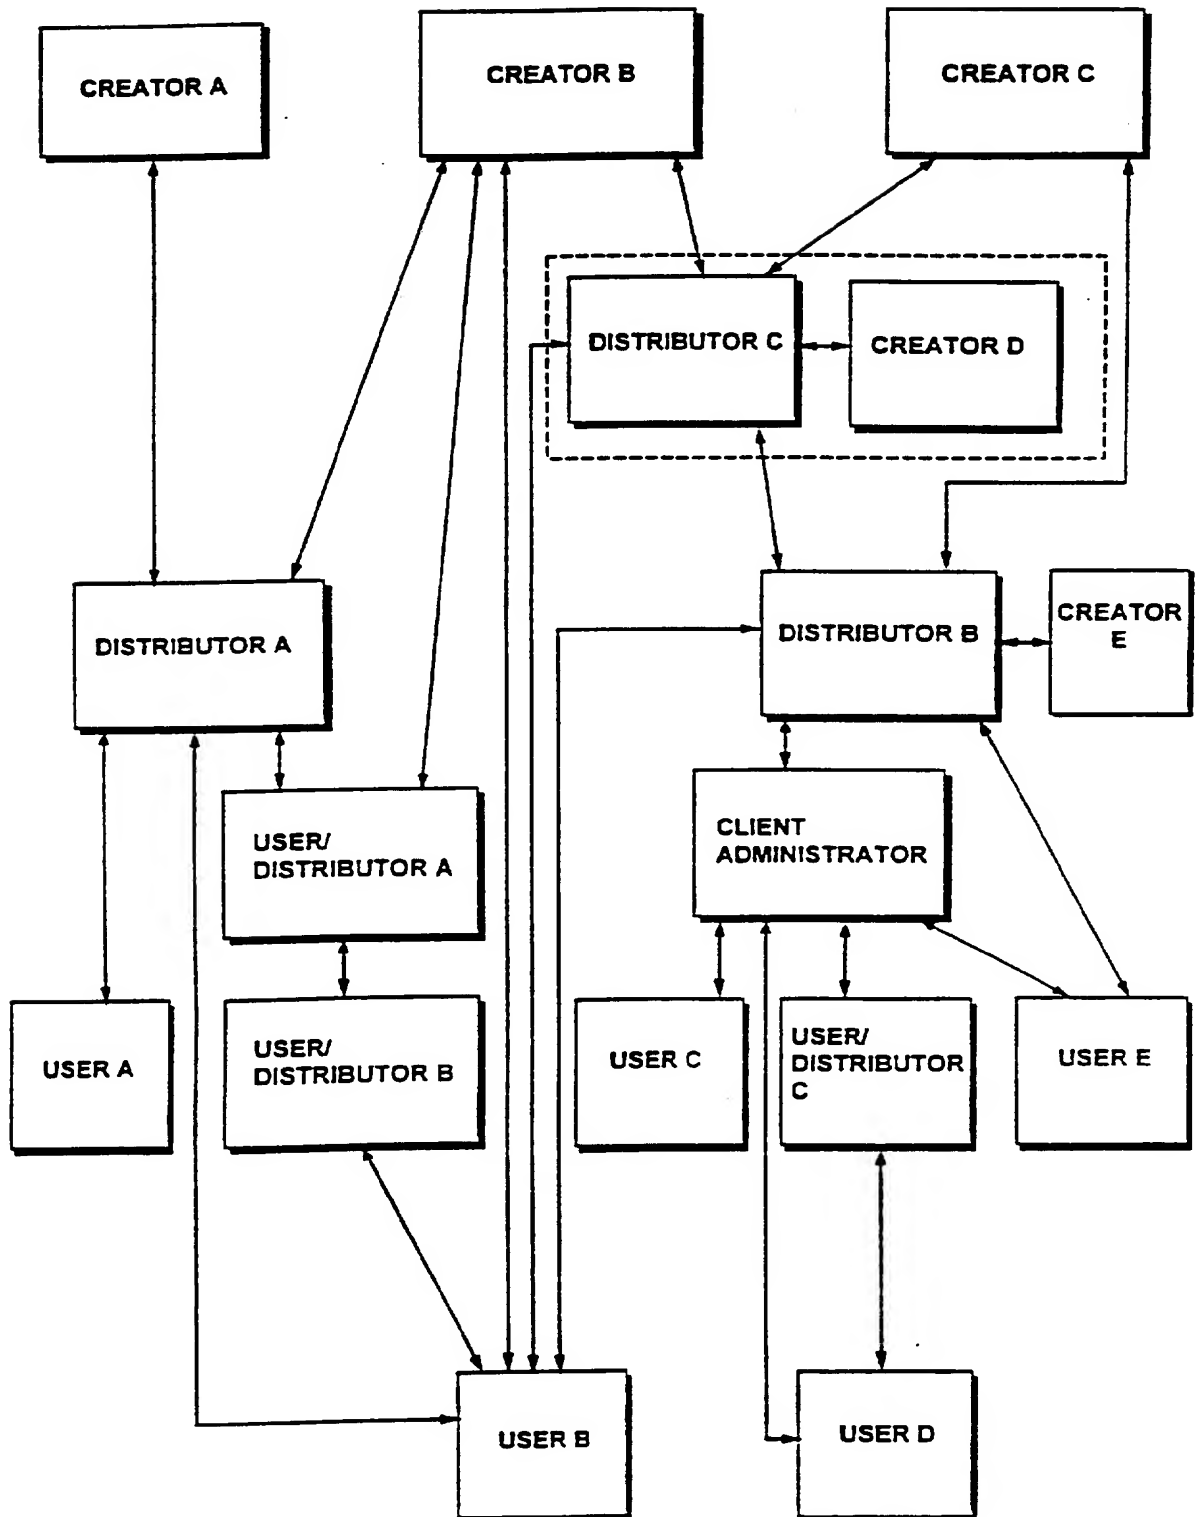 CREATOR A
CREATOR B
CREATOR C
DISTRIBUTOR C
CREATOR D
DISTRIBUTOR A
DISTRIBUTOR B
CREATOR
E
USER/
DISTRIBUTOR A
CLIENT
ADMINISTRATOR
USER A
USER/
DISTRIBUTOR B
USER C
USER/
DISTRIBUTOR
C
USER E
USER B
USER D